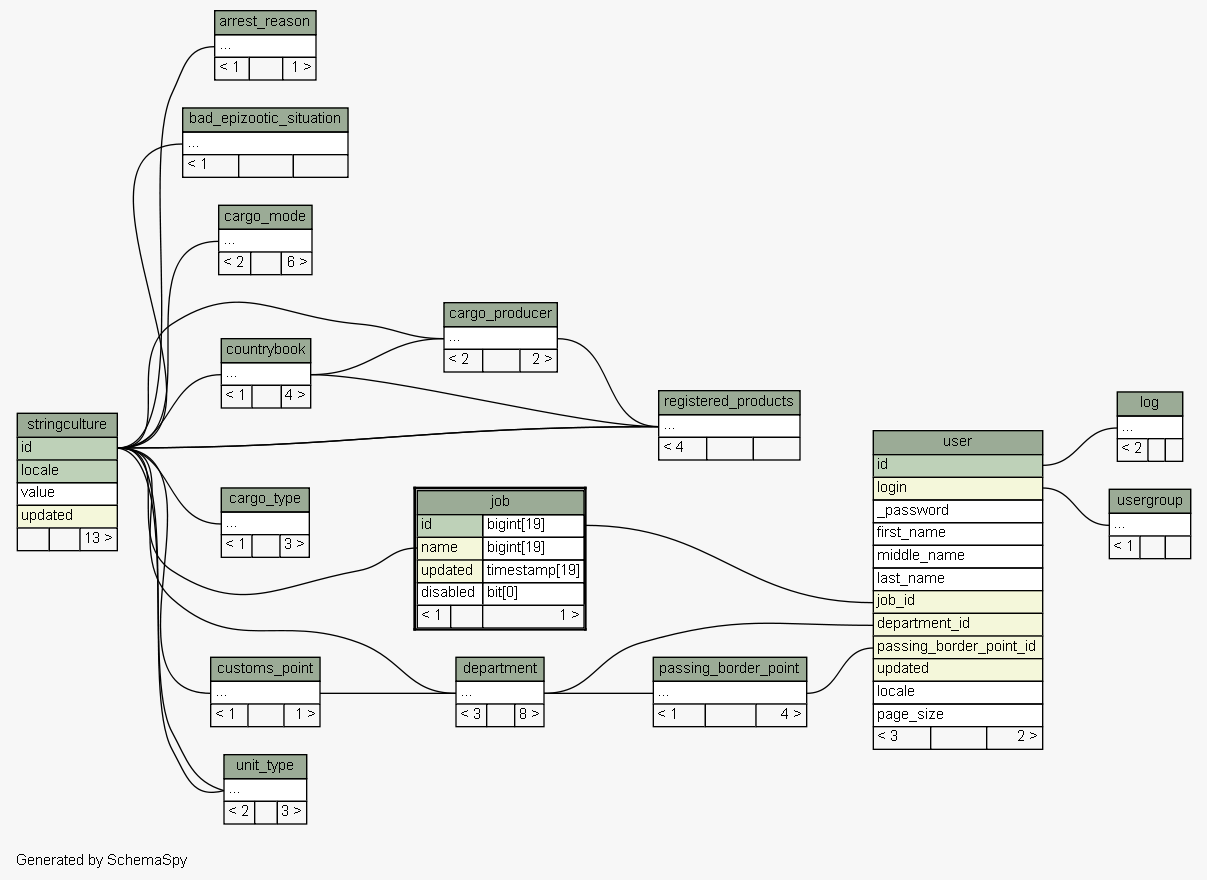 arrest_reason
...
< 1 1 >
bad_epizootic_situation
...
< 1
cargo_mode
...
< 2 6 >
cargo_producer
...
< 2 2 >
countrybook
...
< 1 4 >
registered_products
...
< 4
stringculture
id
locale
value
updated
13 >
cargo_type
...
< 1 3 >
job
id bigint[19]
name bigint[19]
updated timestamp[19]
disabled bit[0]
< 1 1 >
user
id
login
_password
first_name
middle_name
last_name
job_id
department_id
passing_border_point_id
updated
locale
page_size
< 3 2 >
log
...
< 2
usergroup
...
< 1
customs_point
...
< 1 1 >
department
...
< 3 8 >
passing_border_point
...
< 1 4 >
unit_type
...
< 2 3 >
Generated by SchemaSpy